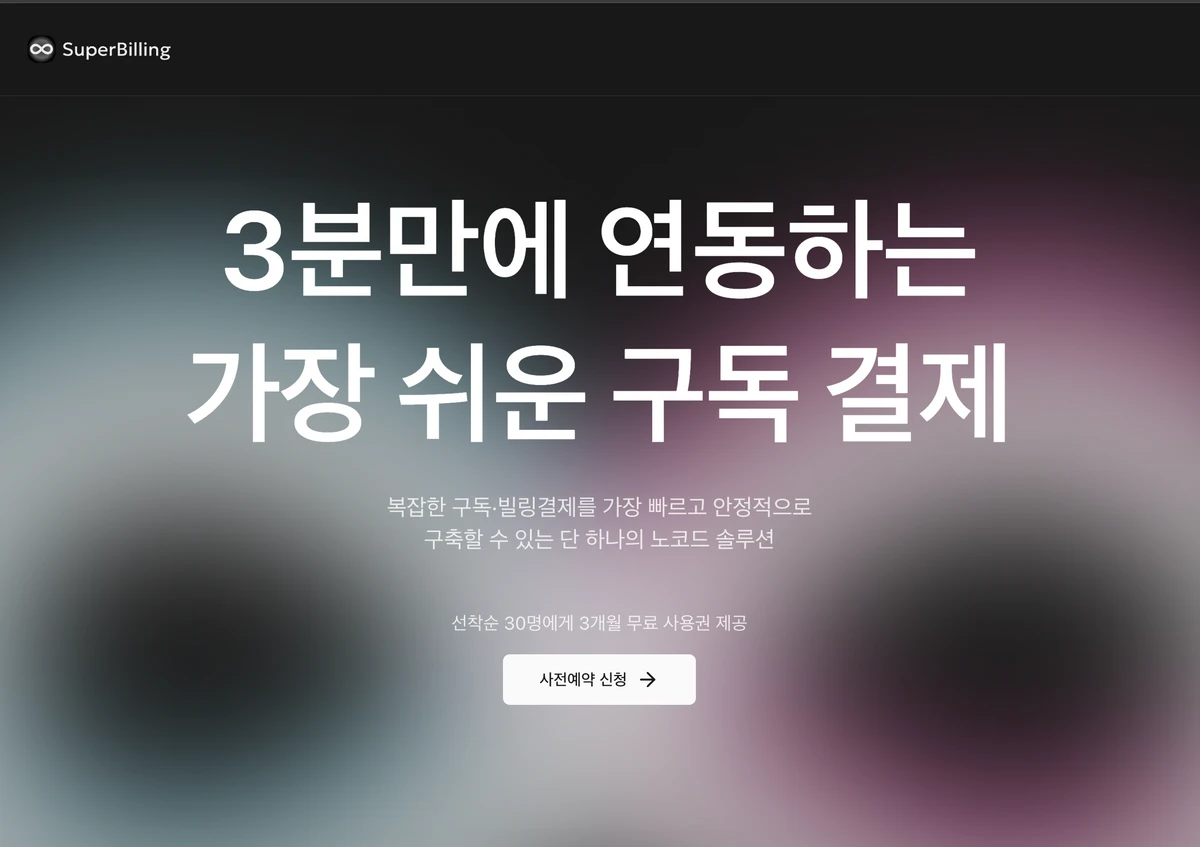 SuperBilling
3분만에 연동하는
가장 쉬운 구독 결제
복잡한 구독·빌링결제를 가장 빠르고 안정적으로
구축할 수 있는 단 하나의 노코드 솔루션
선착순 30명에게 3개월 무료 사용권 제공
사전예약 신청 →